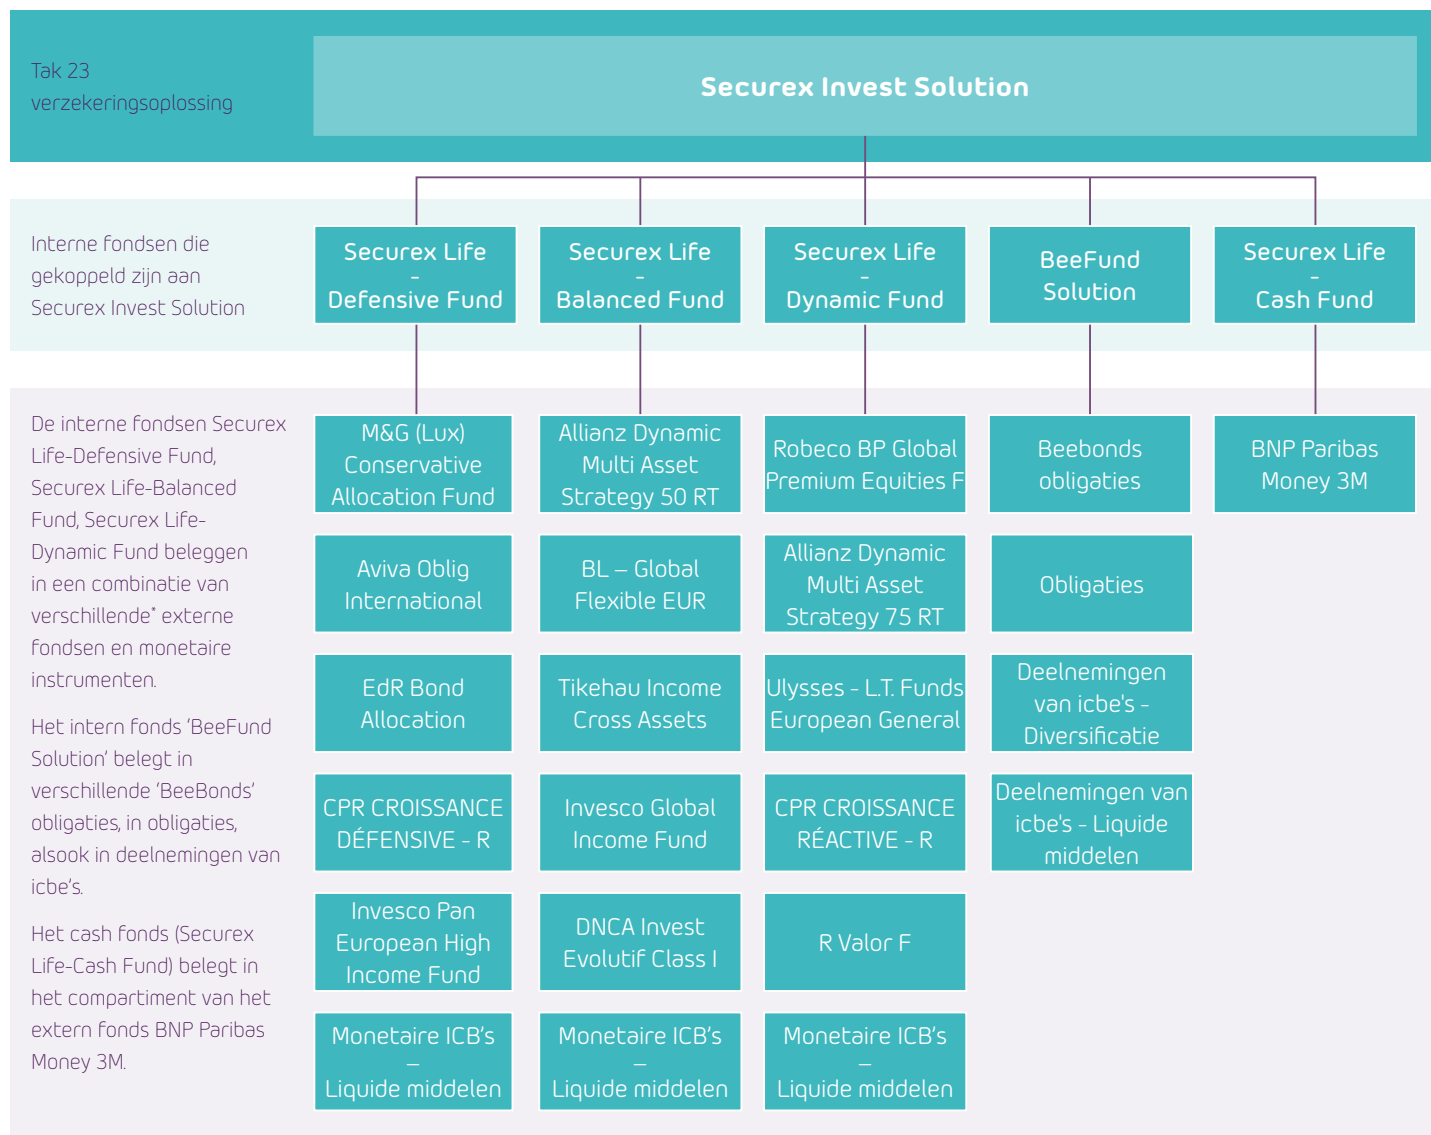 Tak 23
verzekeringsoplossing
Securex Invest Solution
Interne fondsen die
gekoppeld zijn aan
Securex Invest Solution
Securex Life
-
Defensive Fund
Securex Life
-
Balanced Fund
Securex Life
-
Dynamic Fund
BeeFund
Solution
Securex Life
-
Cash Fund
De interne fondsen Securex
Life-Defensive Fund,
Securex Life-Balanced
Fund, Securex Life-
Dynamic Fund beleggen
in een combinatie van
verschillende* externe
fondsen en monetaire
instrumenten.
Het intern fonds ‘BeeFund
Solution’ belegt in
verschillende ‘BeeBonds’
obligaties, in obligaties,
alsook in deelnemingen van
icbe’s.
Het cash fonds (Securex
Life-Cash Fund) belegt in
het compartiment van het
extern fonds BNP Paribas
Money 3M.
M&G (Lux)
Conservative
Allocation Fund
Aviva Oblig
International
EdR Bond
Allocation
CPR CROISSANCE
DÉFENSIVE - R
Invesco Pan
European High
Income Fund
Monetaire ICB’s
–
Liquide middelen
Allianz Dynamic
Multi Asset
Strategy 50 RT
BL – Global
Flexible EUR
Tikehau Income
Cross Assets
Invesco Global
Income Fund
DNCA Invest
Evolutif Class I
Monetaire ICB’s
–
Liquide middelen
Robeco BP Global
Premium Equities F
Allianz Dynamic
Multi Asset
Strategy 75 RT
Ulysses - L.T. Funds
European General
CPR CROISSANCE
RÉACTIVE - R
R Valor F
Monetaire ICB’s
–
Liquide middelen
Beebonds
obligaties
Obligaties
Deelnemingen
van icbe's -
Diversificatie
Deelnemingen van
icbe's - Liquide
middelen
BNP Paribas
Money 3M